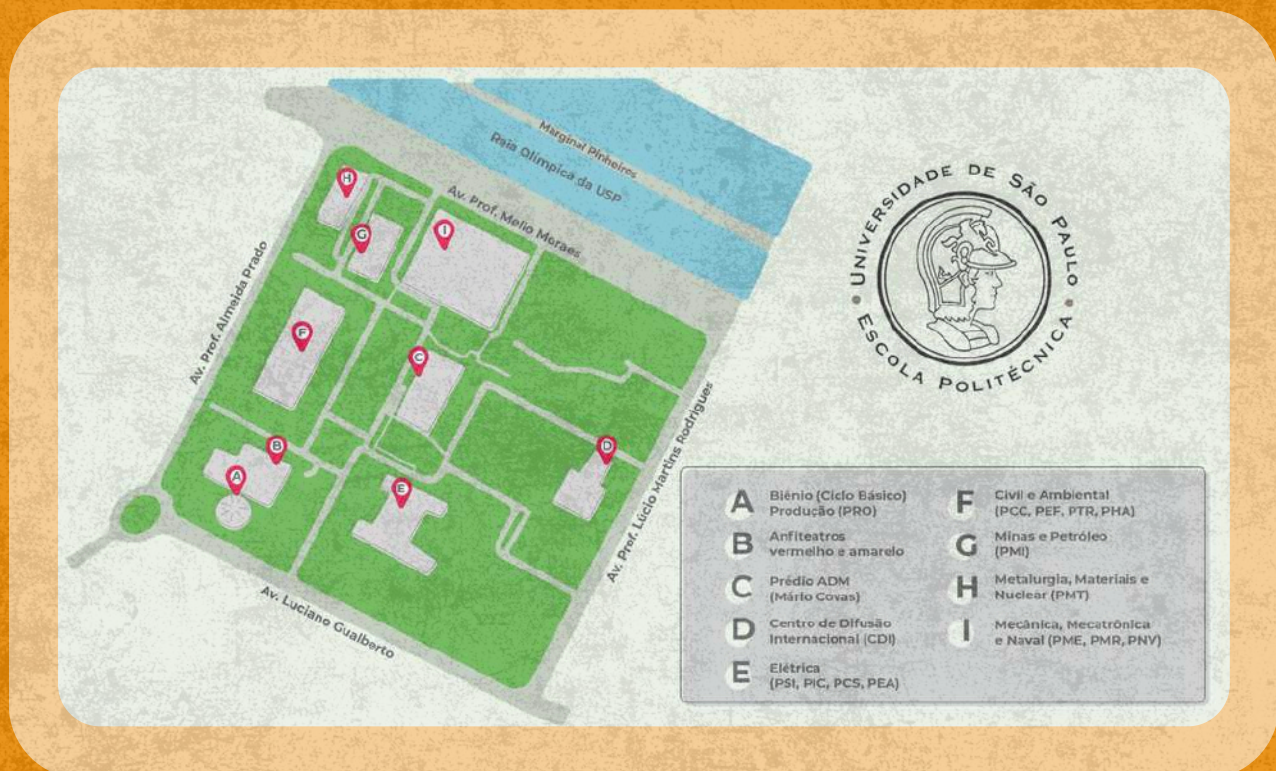 Marginal Pinheiros
Raia Olímpica da USP
Av. Prof. Mello Moraes
Av. Prof. Almeida Prado
Av. Prof. Lúcio Martins Rodrigues
Av. Luciano Gualberto
H
G
I
F
C
B
A
D
E
UNIVERSIDADE DE SÃO PAULO
ESCOLA POLITÉCNICA
A
Biênio (Ciclo Básico)
Produção (PRO)
B
Anfiteatros
vermelho e amarelo
C
Prédio ADM
(Mário Covas)
D
Centro de Difusão
Internacional (CDI)
E
Elétrica
(PSI, PIC, PCS, PEA)
F
Civil e Ambiental
(PCC, PEF, PTR, PHA)
G
Minas e Petróleo
(PMI)
H
Metalurgia, Materiais e
Nuclear (PMT)
I
Mecânica, Mecatrônica
e Naval (PME, PMR, PNV)